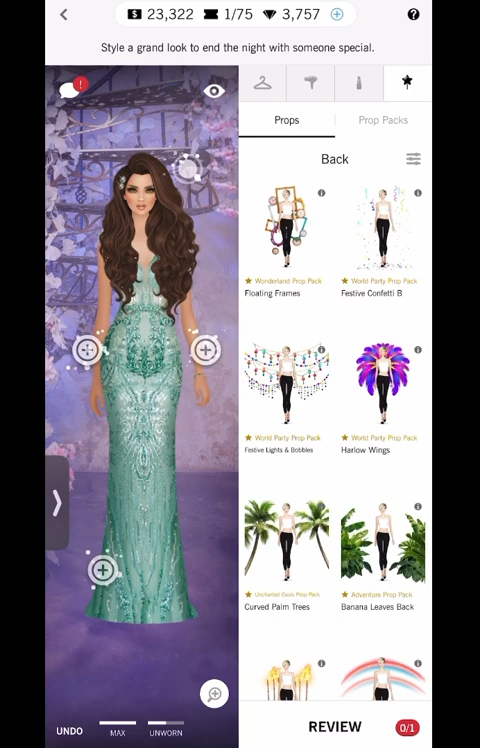 23,322
1/75
3,757
Style a grand look to end the night with someone special.
Props
Prop Packs
Back
Wonderland Prop Pack
Floating Frames
World Party Prop Pack
Festive Confetti B
World Party Prop Pack
Festive Lights & Bobbles
World Party Prop Pack
Harlow Wings
Uncharted Oasis Prop Pack
Curved Palm Trees
Adventure Prop Pack
Banana Leaves Back
UNDO
MAX
UNWORN
REVIEW
0/1